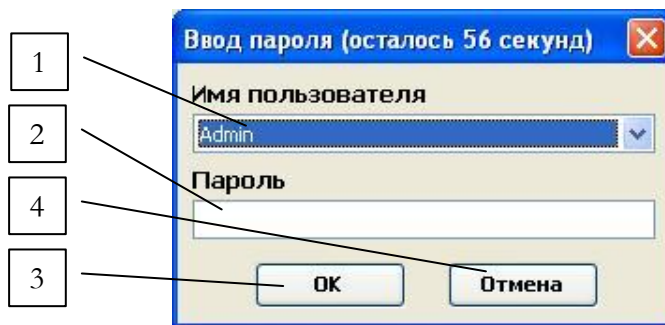 Ввод пароля (осталось 56 секунд)
1
Имя пользователя
Admin
2
Пароль
4
3
OK
Отмена